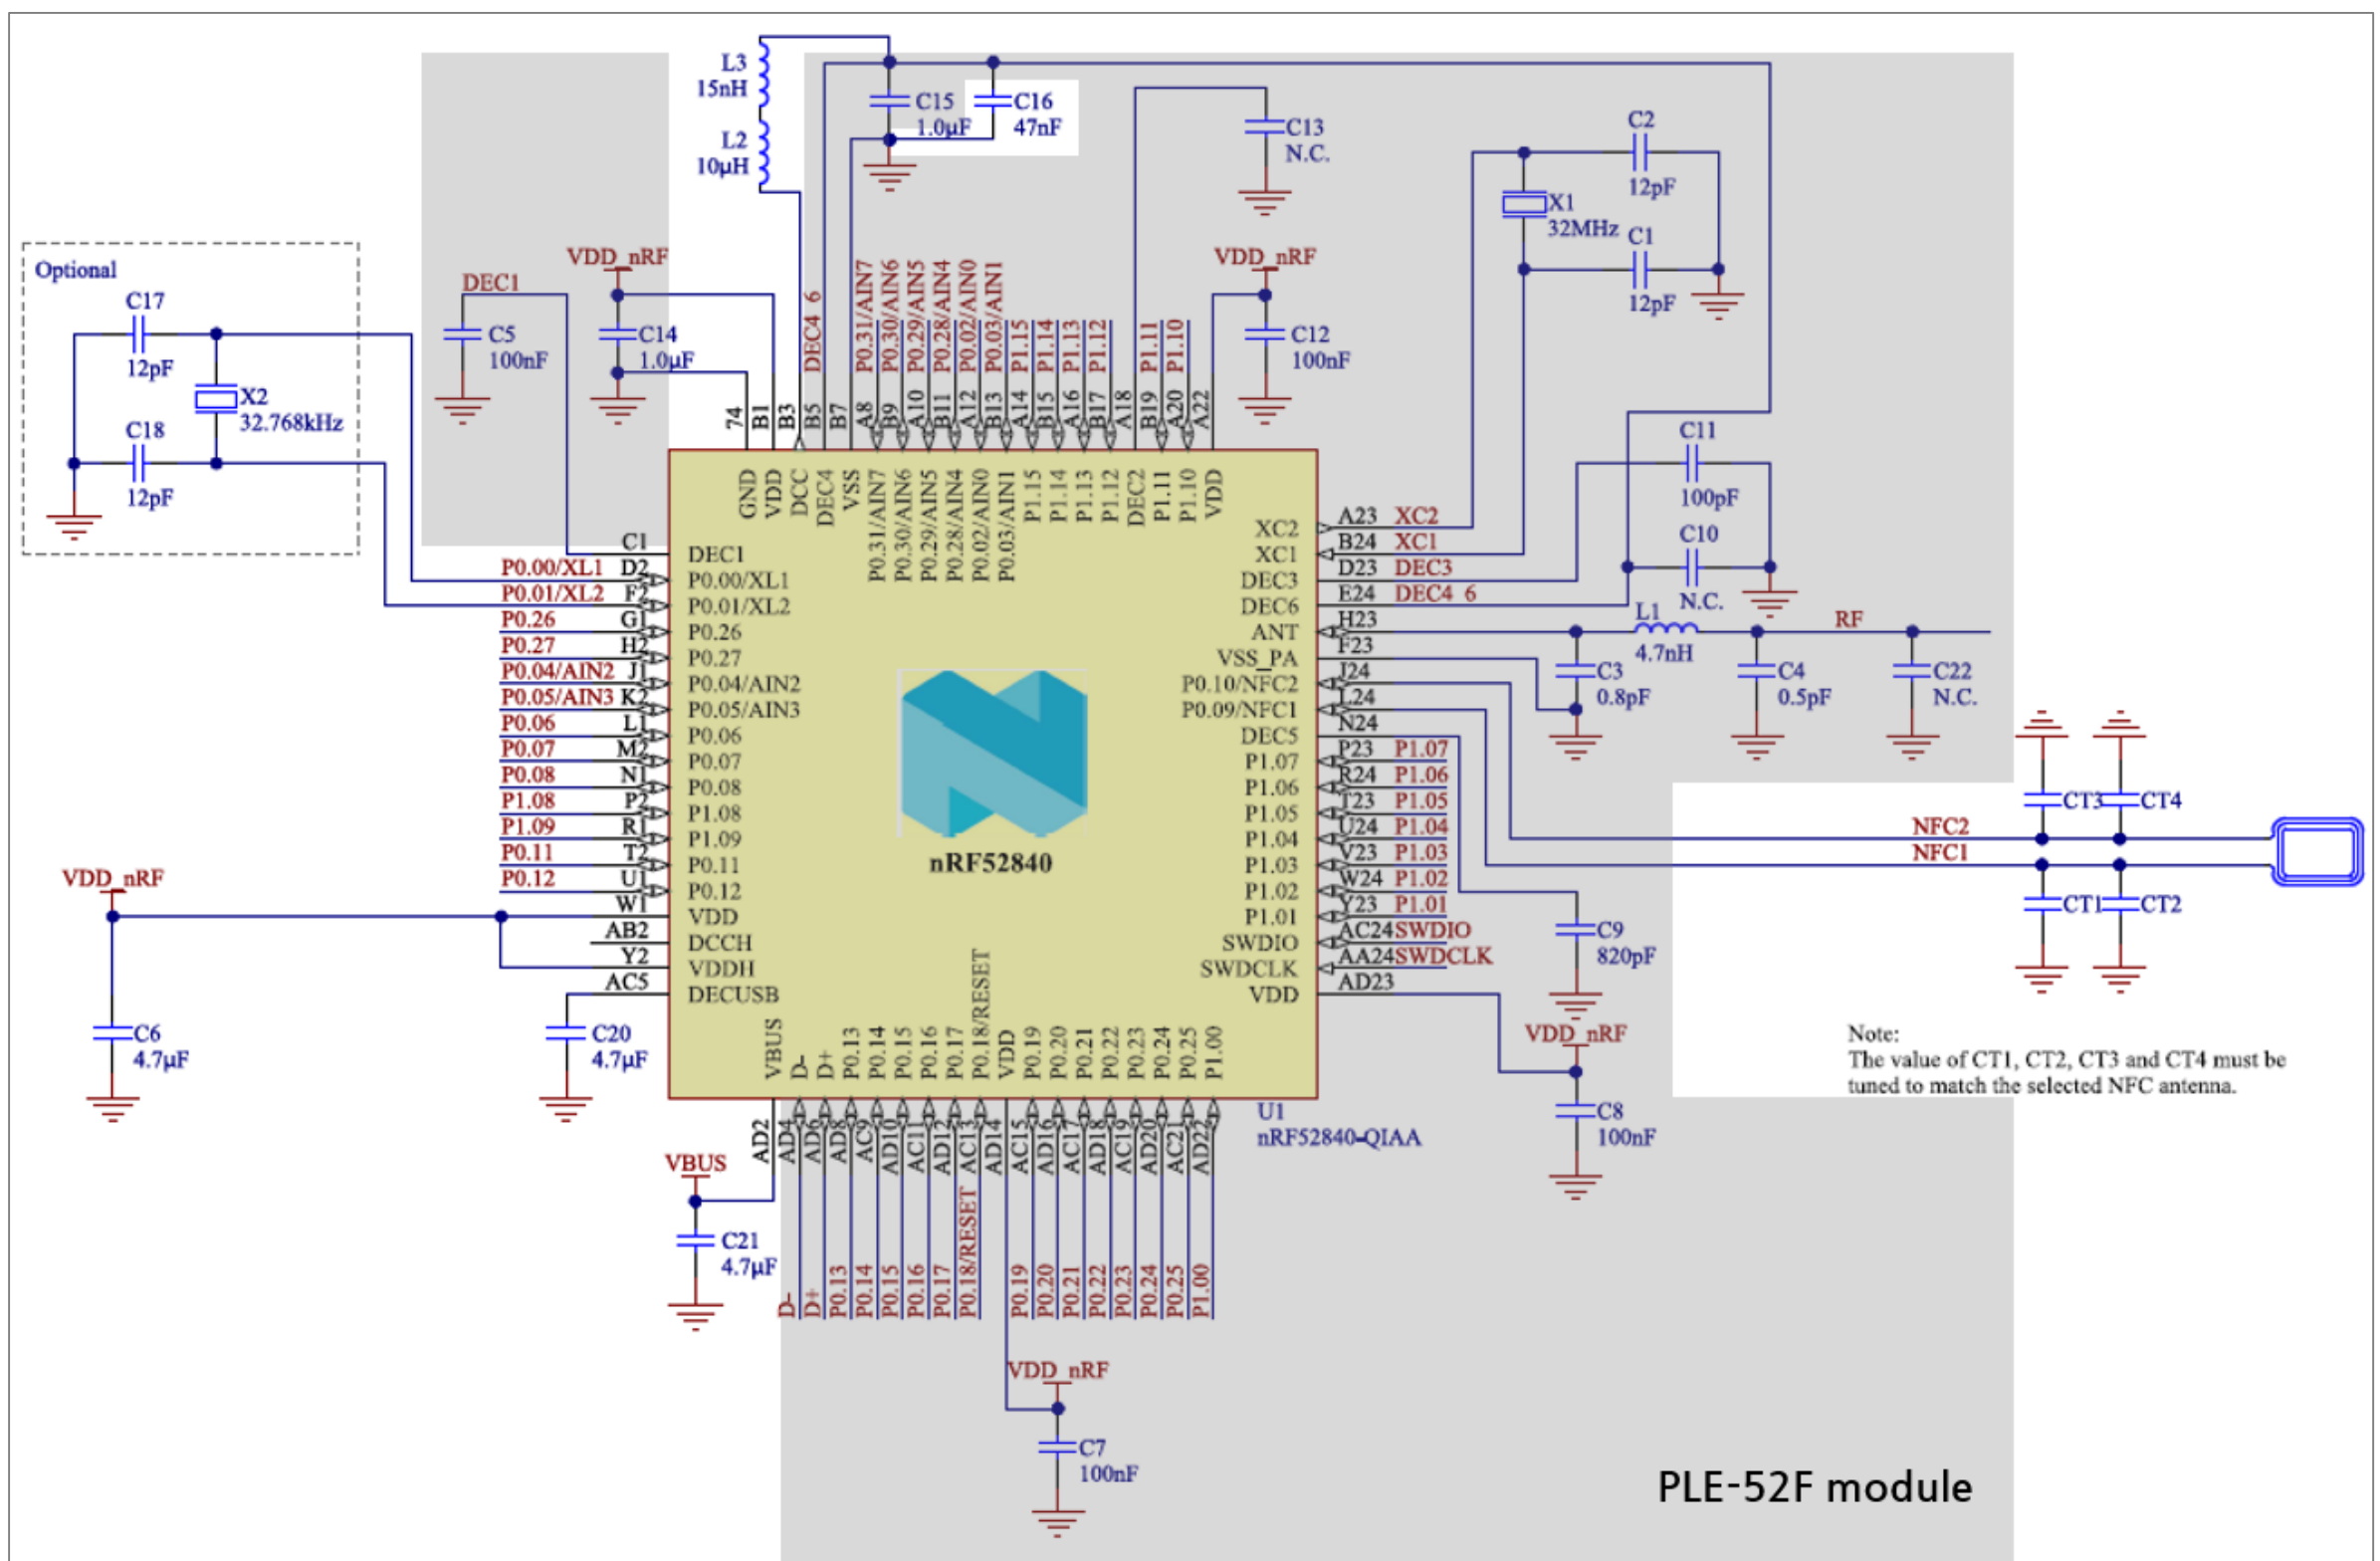 L3
15nH
L2
10µH
C15
1.0µF
C16
47nF
C13
N.C.
C2
12pF
X1
32MHz
C1
12pF
Optional
C17
12pF
X2
32.768kHz
C18
12pF
DEC1
C5
100nF
VDD_nRF
C14
1.0µF
DEC4_6
P0.31/AIN7
P0.30/AIN6
P0.29/AIN5
P0.28/AIN4
P0.02/AIN0
P0.03/AIN1
P1.15
P1.14
P1.13
P1.12
P1.11
P1.10
VDD_nRF
C12
100nF
74
B1
B3
B5
B7
A8
B9
A10
B11
A12
B13
A14
B15
A16
B17
A18
B19
A20
A22
GND
VDD
DCC
DEC4
VSS
P0.31/AIN7
P0.30/AIN6
P0.29/AIN5
P0.28/AIN4
P0.02/AIN0
P0.03/AIN1
P1.15
P1.14
P1.13
P1.12
DEC2
P1.11
P1.10
VDD
C11
100pF
C10
N.C.
C1 DEC1
P0.00/XL1 D2 P0.00/XL1
P0.01/XL2 F2 P0.01/XL2
P0.26 G1 P0.26
P0.27 H2 P0.27
P0.04/AIN2 J1 P0.04/AIN2
P0.05/AIN3 K2 P0.05/AIN3
P0.06 L1 P0.06
P0.07 M2 P0.07
P0.08 N1 P0.08
P1.08 P2 P1.08
P1.09 R1 P1.09
P0.11 T2 P0.11
P0.12 U1 P0.12
W1 VDD
AB2 DCCH
Y2 VDDH
AC5 DECUSB
XC2 A23 XC2
XC1 B24 XC1
DEC3 D23 DEC3
DEC6 E24 DEC4_6
ANT H23
VSS_PA F23
P0.10/NFC2 J24
P0.09/NFC1 L24
DEC5 N24
P1.07 P23 P1.07
P1.06 R24 P1.06
P1.05 T23 P1.05
P1.04 U24 P1.04
P1.03 V23 P1.03
P1.02 W24 P1.02
P1.01 Y23 P1.01
SWDIO AC24 SWDIO
SWDCLK AA24 SWDCLK
VDD AD23
L1
4.7nH
RF
C3
0.8pF
C4
0.5pF
C22
N.C.
CT3
CT4
NFC2
NFC1
CT1
CT2
nRF52840
VDD_nRF
C6
4.7µF
C20
4.7µF
C9
820pF
VDD_nRF
C8
100nF
Note:
The value of CT1, CT2, CT3 and CT4 must be
tuned to match the selected NFC antenna.
VBUS
D-
D+
P0.13
P0.14
P0.15
P0.16
P0.17
P0.18/RESET
VDD
P0.19
P0.20
P0.21
P0.22
P0.23
P0.24
P0.25
P1.00
U1
nRF52840-QIAA
AD2
AD4
AD6
AD8
AC9
AD10
AC11
AD12
AC13
AD14
AC15
AD16
AC17
AD18
AC19
AD20
AC21
AD22
VBUS
C21
4.7µF
D-
D+
P0.13
P0.14
P0.15
P0.16
P0.17
P0.18/RESET
P0.19
P0.20
P0.21
P0.22
P0.23
P0.24
P0.25
P1.00
VDD_nRF
C7
100nF
PLE-52F module